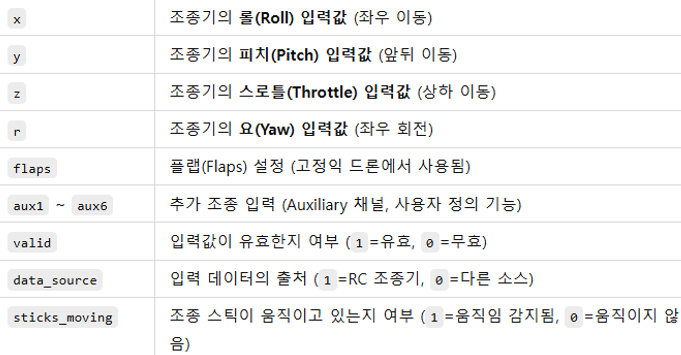 x 조종기의 롤(Roll) 입력값 (좌우 이동)
y 조종기의 피치(Pitch) 입력값 (앞뒤 이동)
z 조종기의 스로틀(Throttle) 입력값 (상하 이동)
r 조종기의 요(Yaw) 입력값 (좌우 회전)
flaps 플랩(Flaps) 설정 (고정익 드론에서 사용됨)
aux1 ~ aux6 추가 조종 입력 (Auxiliary 채널, 사용자 정의 기능)
valid 입력값이 유효한지 여부 (1=유효, 0=무효)
data_source 입력 데이터의 출처 (1=RC 조종기, 0=다른 소스)
sticks_moving 조종 스틱이 움직이고 있는지 여부 (1=움직임 감지됨, 0=움직이지 않
음)